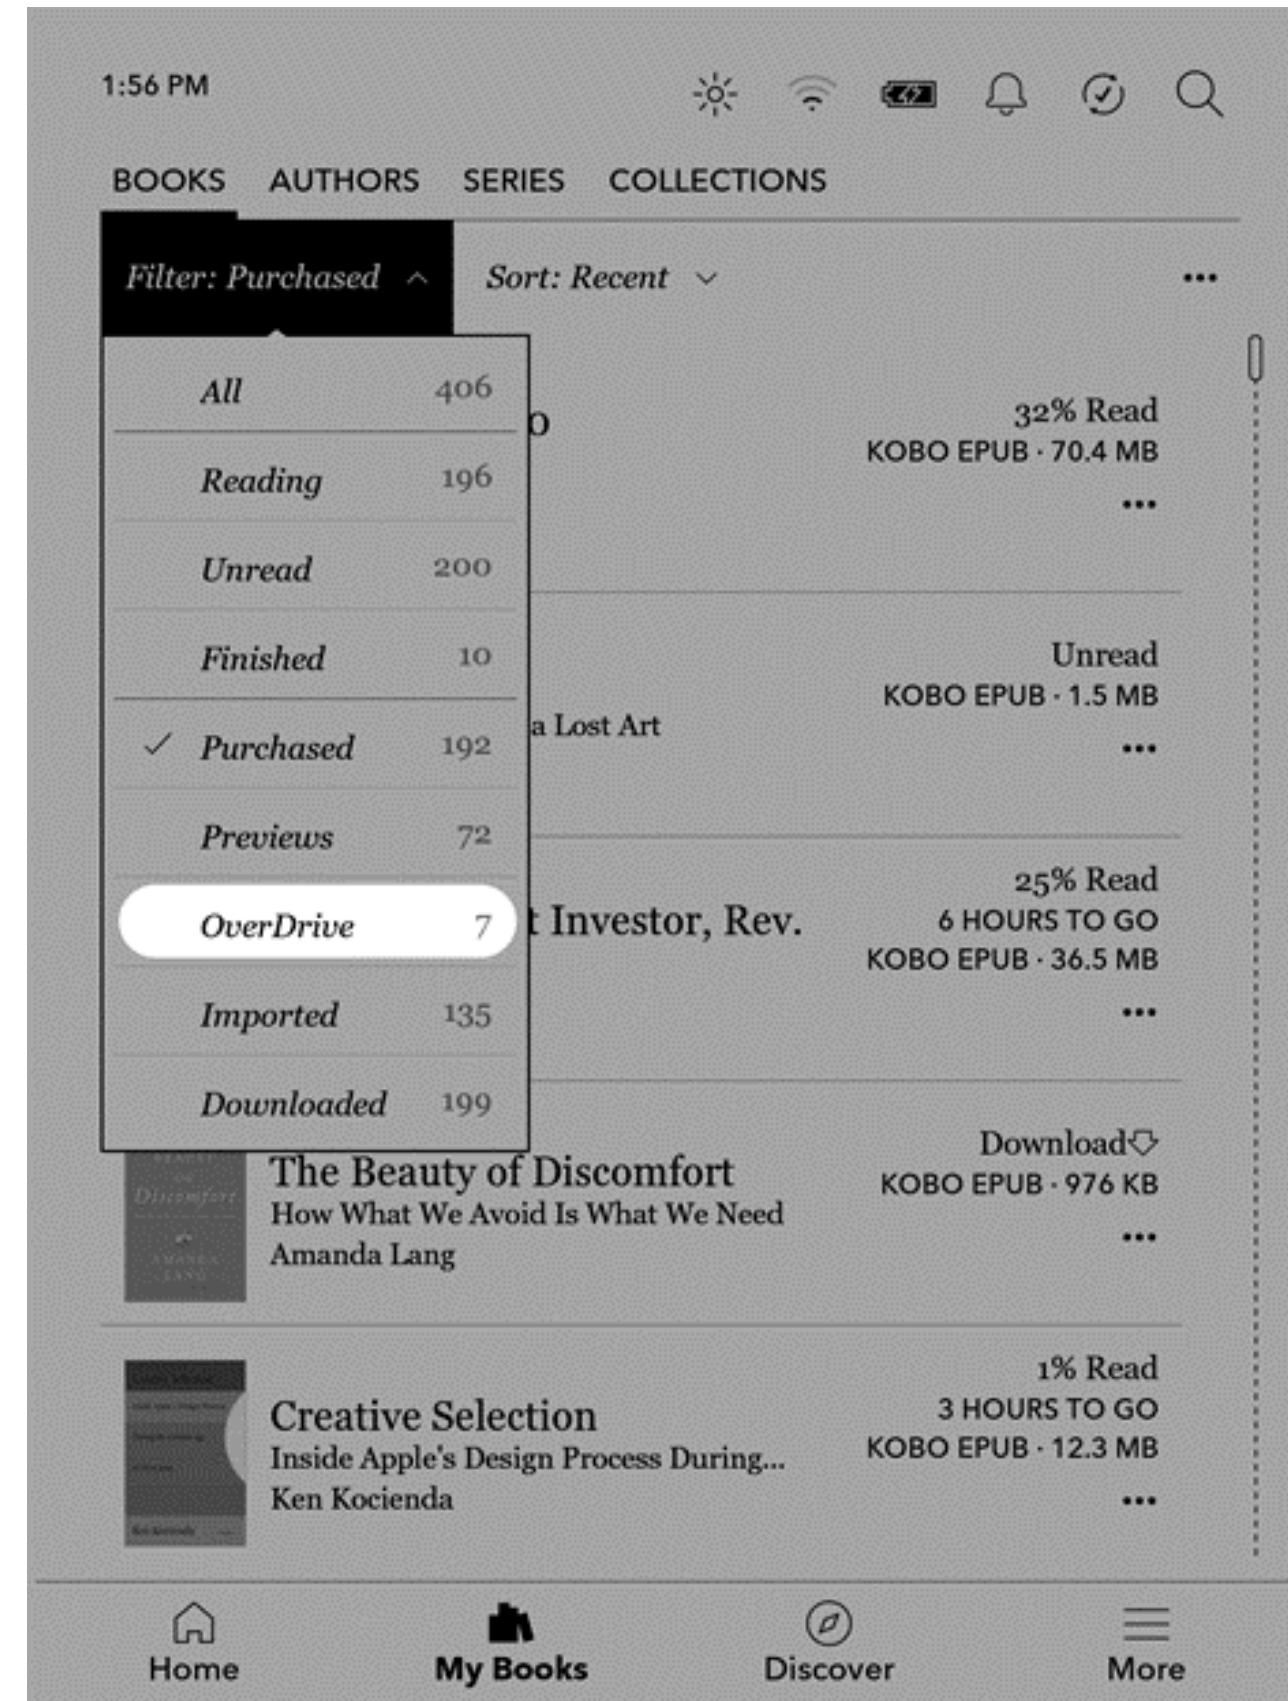 1:56 PM
BOOKS AUTHORS SERIES COLLECTIONS
Filter: Purchased Sort: Recent
All 406
Reading 196
Unread 200
Finished 10
Purchased 192
Previews 72
OverDrive 7
Imported 135
Downloaded 199
32% Read
KOBO EPUB · 70.4 MB
Unread
KOBO EPUB · 1.5 MB
a Lost Art
t Investor, Rev.
25% Read
6 HOURS TO GO
KOBO EPUB · 36.5 MB
Discomfort
AMANDA
LANG
The Beauty of Discomfort
How What We Avoid Is What We Need
Amanda Lang
Download
KOBO EPUB · 976 KB
Creative Selection
Inside Apple's Design Process During...
Ken Kocienda
1% Read
3 HOURS TO GO
KOBO EPUB · 12.3 MB
Home
My Books
Discover
More